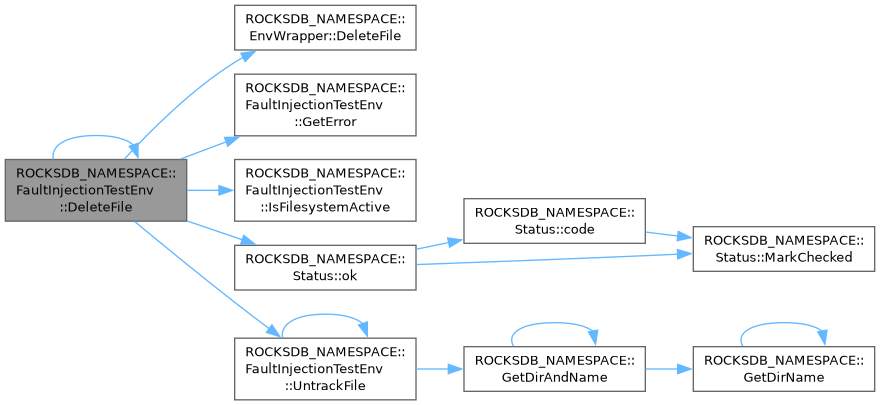 ROCKSDB_NAMESPACE::
FaultInjectionTestEnv
::DeleteFile
ROCKSDB_NAMESPACE::
EnvWrapper::DeleteFile
ROCKSDB_NAMESPACE::
FaultInjectionTestEnv
::GetError
ROCKSDB_NAMESPACE::
FaultInjectionTestEnv
::IsFilesystemActive
ROCKSDB_NAMESPACE::
Status::ok
ROCKSDB_NAMESPACE::
FaultInjectionTestEnv
::UntrackFile
ROCKSDB_NAMESPACE::
Status::code
ROCKSDB_NAMESPACE::
Status::MarkChecked
ROCKSDB_NAMESPACE::
GetDirAndName
ROCKSDB_NAMESPACE::
GetDirName